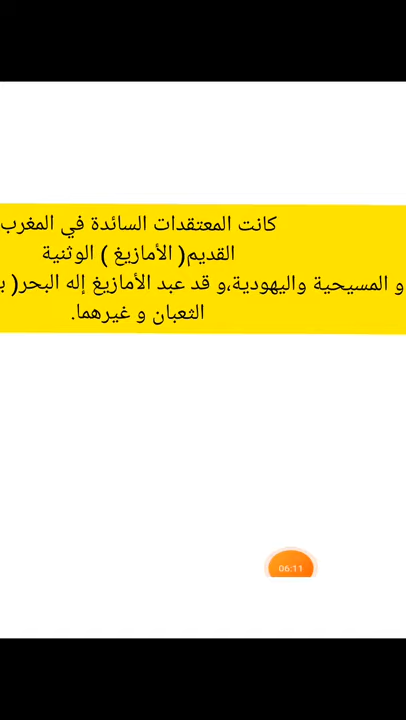 كانت المعتقدات السائدة في المغرب
القديم( الأمازيغ ) الوثنية
و المسيحية واليهودية،و قد عبد الأمازيغ إله البحر(
الثعبان و غيرهما.
06:11